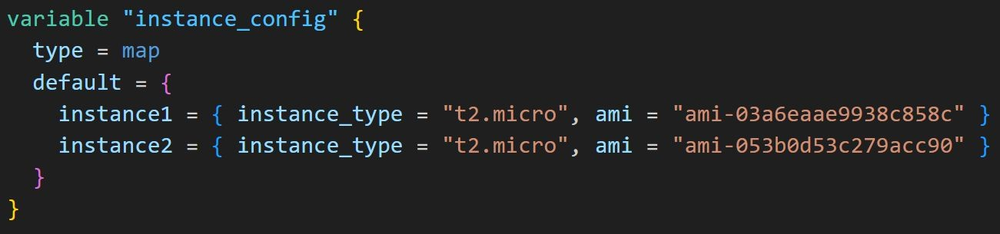 variable "instance_config" {
  type = map
  default = {
    instance1 = { instance_type = "t2.micro", ami = "ami-03a6eaae9938c858c" }
    instance2 = { instance_type = "t2.micro", ami = "ami-053b0d53c279acc90" }
  }
}